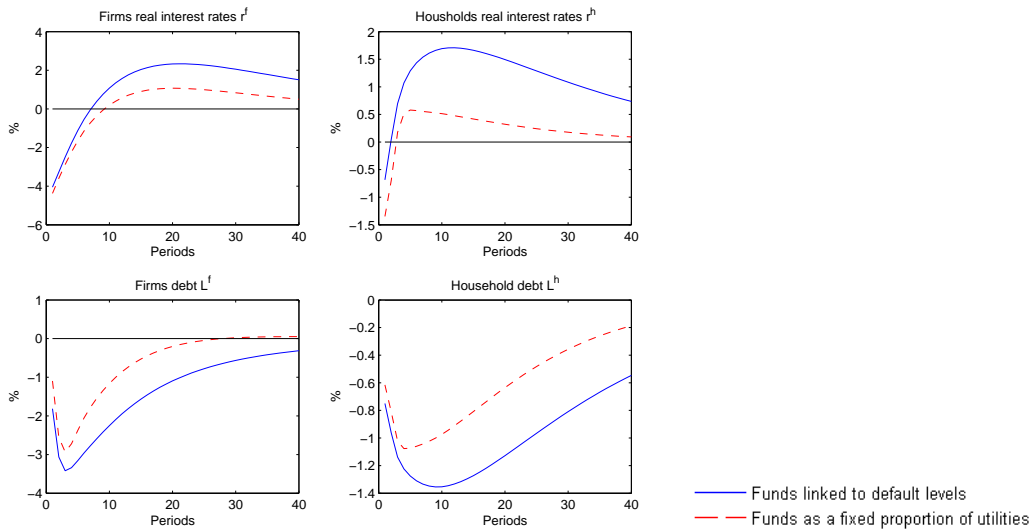 Firms real interest rates r^f
4
2
0
−2
−4
−6
%
0 10 20 30 40
Periods
Housholds real interest rates r^h
2
1.5
1
0.5
0
−0.5
−1
−1.5
%
0 10 20 30 40
Periods
Firms debt L^f
1
0
−1
−2
−3
−4
%
0 10 20 30 40
Periods
Household debt L^h
0
−0.2
−0.4
−0.6
−0.8
−1
−1.2
−1.4
%
0 10 20 30 40
Periods
Funds linked to default levels
Funds as a fixed proportion of utilities